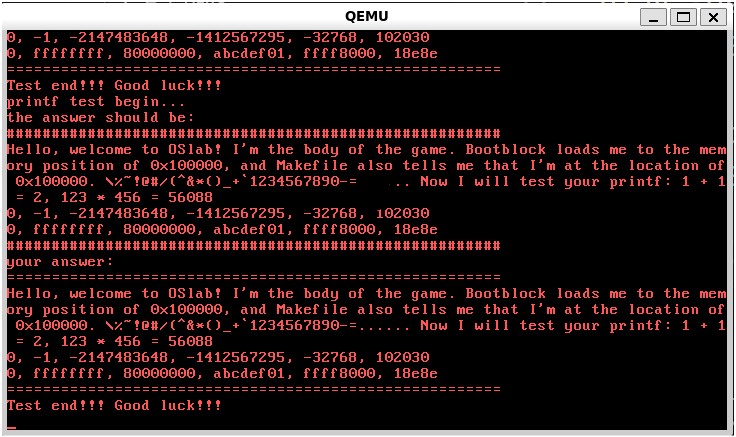 QEMU
0, -1, -2147483648, -1412567295, -32768, 102030
0, ffffffff, 80000000, abcdef01, ffff8000, 18e8e
=======================================================
Test end!!! Good luck!!!
printf test begin...
the answer should be:
#######################################################
Hello, welcome to OSlab! I'm the body of the game. Bootblock loads me to the mem
ory position of 0x100000, and Makefile also tells me that I'm at the location of
 0x100000. \%~!@#/(^&*()_+`1234567890-=    ... Now I will test your printf: 1 + 1
 = 2, 123 * 456 = 56088
0, -1, -2147483648, -1412567295, -32768, 102030
0, ffffffff, 80000000, abcdef01, ffff8000, 18e8e
#######################################################
your answer:
=======================================================
Hello, welcome to OSlab! I'm the body of the game. Bootblock loads me to the mem
ory position of 0x100000, and Makefile also tells me that I'm at the location of
 0x100000. \%~!@#/(^&*()_+`1234567890-=...... Now I will test your printf: 1 + 1
 = 2, 123 * 456 = 56088
0, -1, -2147483648, -1412567295, -32768, 102030
0, ffffffff, 80000000, abcdef01, ffff8000, 18e8e
=======================================================
Test end!!! Good luck!!!
_